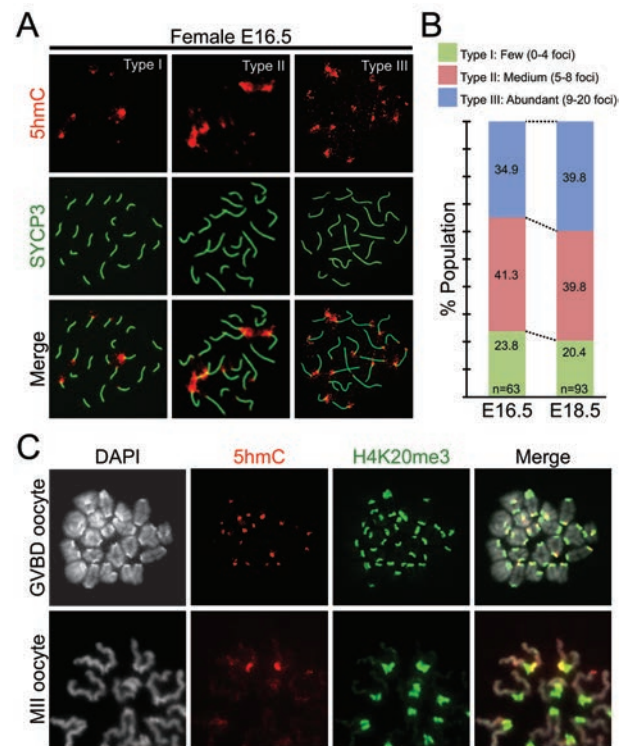 A
Female E16.5
Type I
Type II
Type III
5hmC
SYCP3
Merge
B
Type I: Few (0-4 foci)
Type II: Medium (5-8 foci)
Type III: Abundant (9-20 foci)
% Population
34.9
39.8
41.3
39.8
23.8
20.4
n=63
n=93
E16.5
E18.5
C
DAPI
5hmC
H4K20me3
Merge
GVBD oocyte
MII oocyte